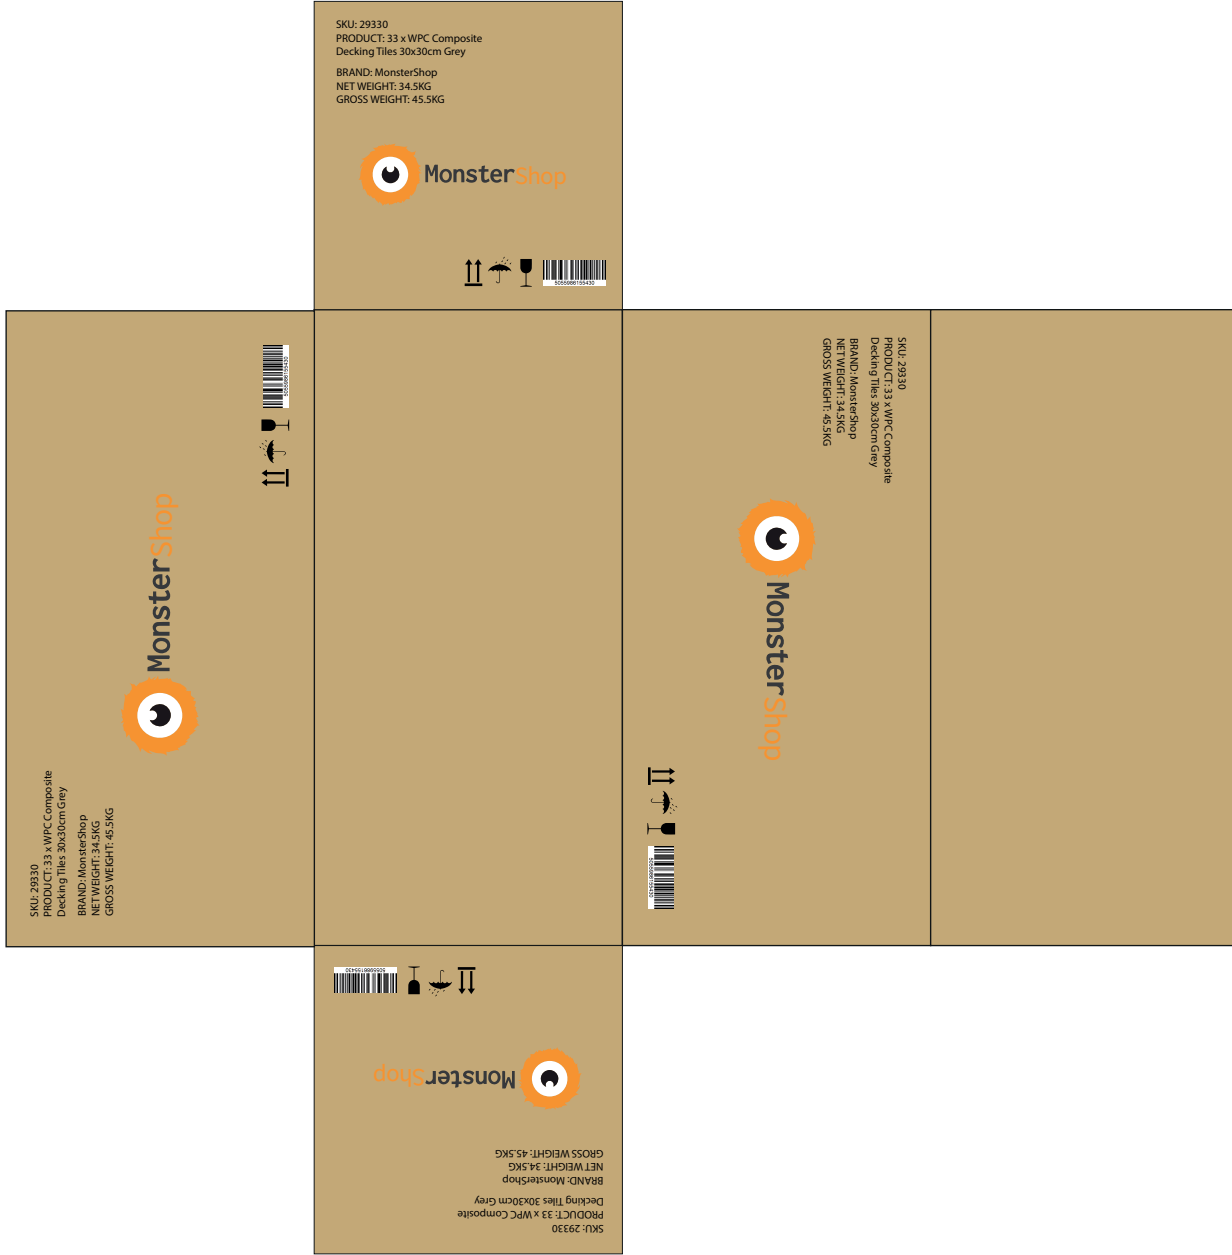 SKU: 29330
PRODUCT: 33 x WPC Composite
Decking Tiles 30x30cm Grey
BRAND: MonsterShop
NET WEIGHT: 34.5KG
GROSS WEIGHT: 45.5KG
MonsterShop
5055986155430
5055986155430
MonsterShop
SKU: 29330
PRODUCT: 33 x WPC Composite
Decking Tiles 30x30cm Grey
BRAND: MonsterShop
NET WEIGHT: 34.5KG
GROSS WEIGHT: 45.5KG
SKU: 29330
PRODUCT: 33 x WPC Composite
Decking Tiles 30x30cm Grey
BRAND: MonsterShop
NET WEIGHT: 34.5KG
GROSS WEIGHT: 45.5KG
MonsterShop
5055986155430
SKU: 29330
PRODUCT: 33 x WPC Composite
Decking Tiles 30x30cm Grey
BRAND: MonsterShop
NET WEIGHT: 34.5KG
GROSS WEIGHT: 45.5KG
MonsterShop
5055986155430